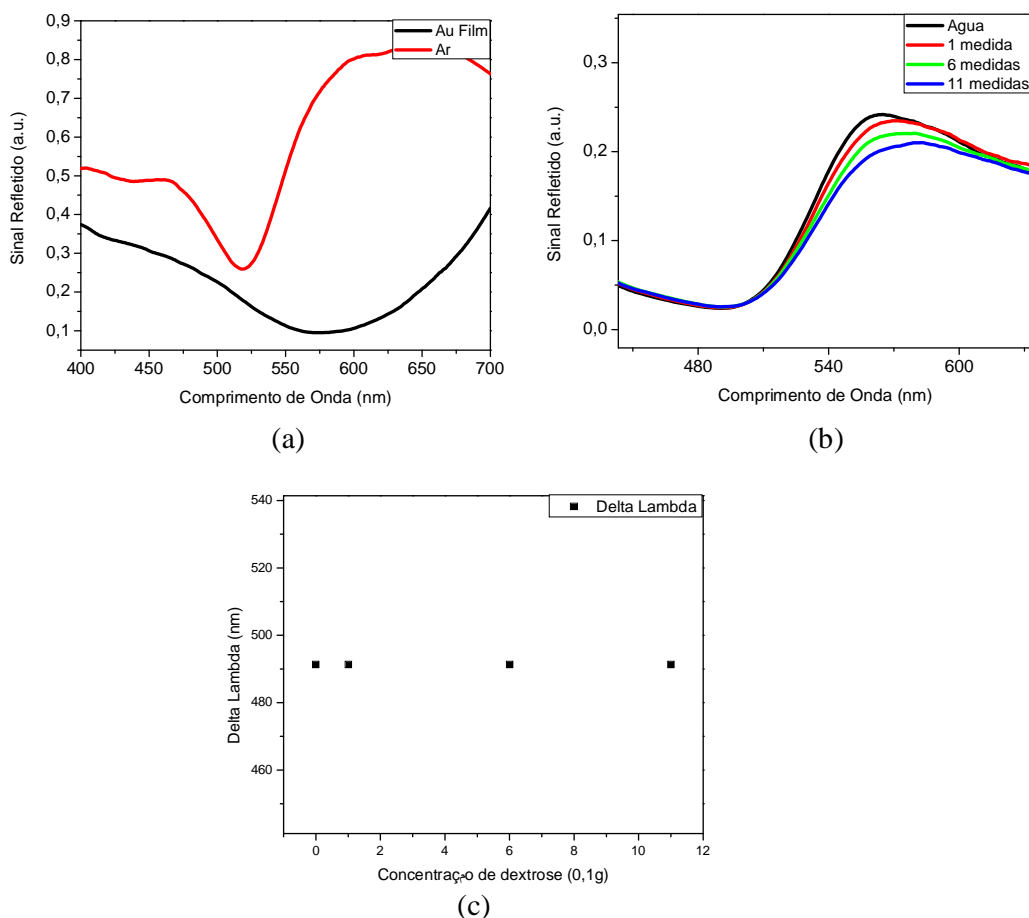 0,9
0,8
0,7
0,6
0,5
0,4
0,3
0,2
0,1
Sinal Refletido (a.u.)
Au Film
Ar
400 450 500 550 600 650 700
Comprimento de Onda (nm)
(a)
0,3
0,2
0,1
0,0
Sinal Refletido (a.u.)
Agua
1 medida
6 medidas
11 medidas
480 540 600
Comprimento de Onda (nm)
(b)
540
520
500
480
460
Delta Lambda (nm)
Delta Lambda
0 2 4 6 8 10 12
de dextrose (0,1g)
(c)